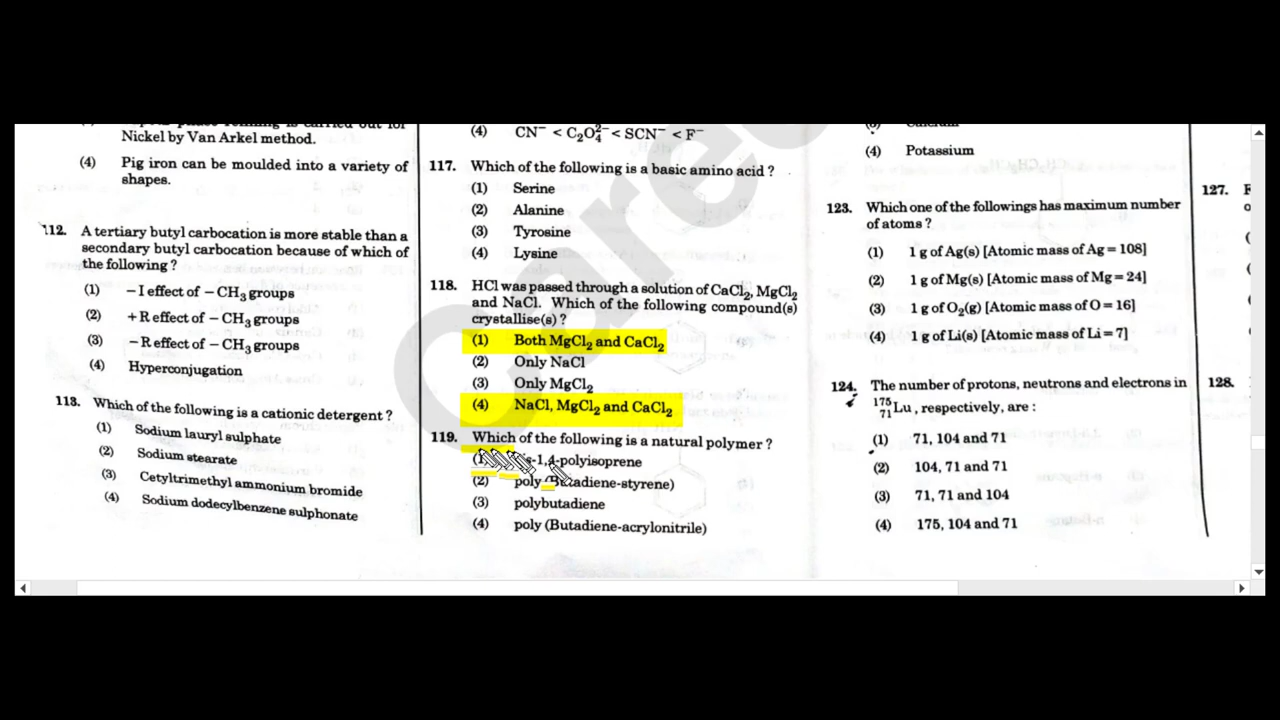 Nickel by Van Arkel method.
(4) Pig iron can be moulded into a variety of
shapes.
112. A tertiary butyl carbocation is more stable than a
secondary butyl carbocation because of which of
the following ?
(1) – I effect of – CH₃ groups
(2) + R effect of – CH₃ groups
(3) – R effect of – CH₃ groups
(4) Hyperconjugation
113. Which of the following is a cationic detergent ?
(1) Sodium lauryl sulphate
(2) Sodium stearate
(3) Cetyltrimethyl ammonium bromide
(4) Sodium dodecylbenzene sulphonate
(4) CN⁻ < C₂O₄²⁻ < SCN⁻ < F⁻
117. Which of the following is a basic amino acid ?
(1) Serine
(2) Alanine
(3) Tyrosine
(4) Lysine
118. HCl was passed through a solution of CaCl₂, MgCl₂
and NaCl. Which of the following compound(s)
crystallise(s) ?
(1) Both MgCl₂ and CaCl₂
(2) Only NaCl
(3) Only MgCl₂
(4) NaCl, MgCl₂ and CaCl₂
119. Which of the following is a natural polymer ?
-1,4-polyisoprene
(2) poly (Butadiene-styrene)
(3) polybutadiene
(4) poly (Butadiene-acrylonitrile)
(4) Potassium
123. Which one of the followings has maximum number
of atoms ?
(1) 1 g of Ag(s) [Atomic mass of Ag = 108]
(2) 1 g of Mg(s) [Atomic mass of Mg = 24]
(3) 1 g of O₂(g) [Atomic mass of O = 16]
(4) 1 g of Li(s) [Atomic mass of Li = 7]
124. The number of protons, neutrons and electrons in
¹⁷⁵₇₁Lu, respectively, are :
(1) 71, 104 and 71
(2) 104, 71 and 71
(3) 71, 71 and 104
(4) 175, 104 and 71
127. F
128.
Caree